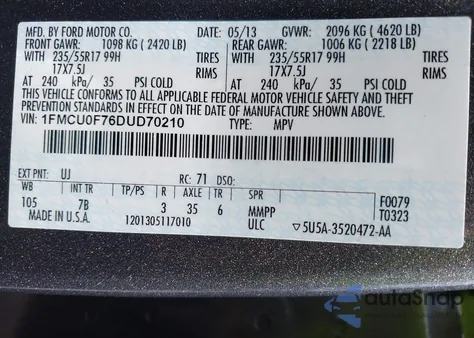 MFD. BY FORD MOTOR CO. 05/13 GVWR: 2096 KG ( 4620 LB)
FRONT GAWR: 1098 KG ( 2420 LB) REAR GAWR: 1006 KG ( 2218 LB)
WITH 235/55R17 99H TIRES WITH 235/55R17 99H TIRES
17X7.5J RIMS 17X7.5J RIMS
AT 240 kPa/ 35 PSI COLD AT 240 kPa/ 35 PSI COLD
THIS VEHICLE CONFORMS TO ALL APPLICABLE FEDERAL MOTOR VEHICLE SAFETY AND THEFT
PREVENTION STANDARDS IN EFFECT ON THE DATE OF MANUFACTURE SHOWN ABOVE.
VIN: 1FMCU0F76DUD70210 TYPE: MPV
EXT PNT: UJ RC: 71 DSO:
WB INT TR TP/PS R AXLE TR SPR F0079
105 7B 3 35 6 MMPP T0323
MADE IN U.S.A. 1201305117010 ULC ▽5U5A-3520472-AA
autoSnap